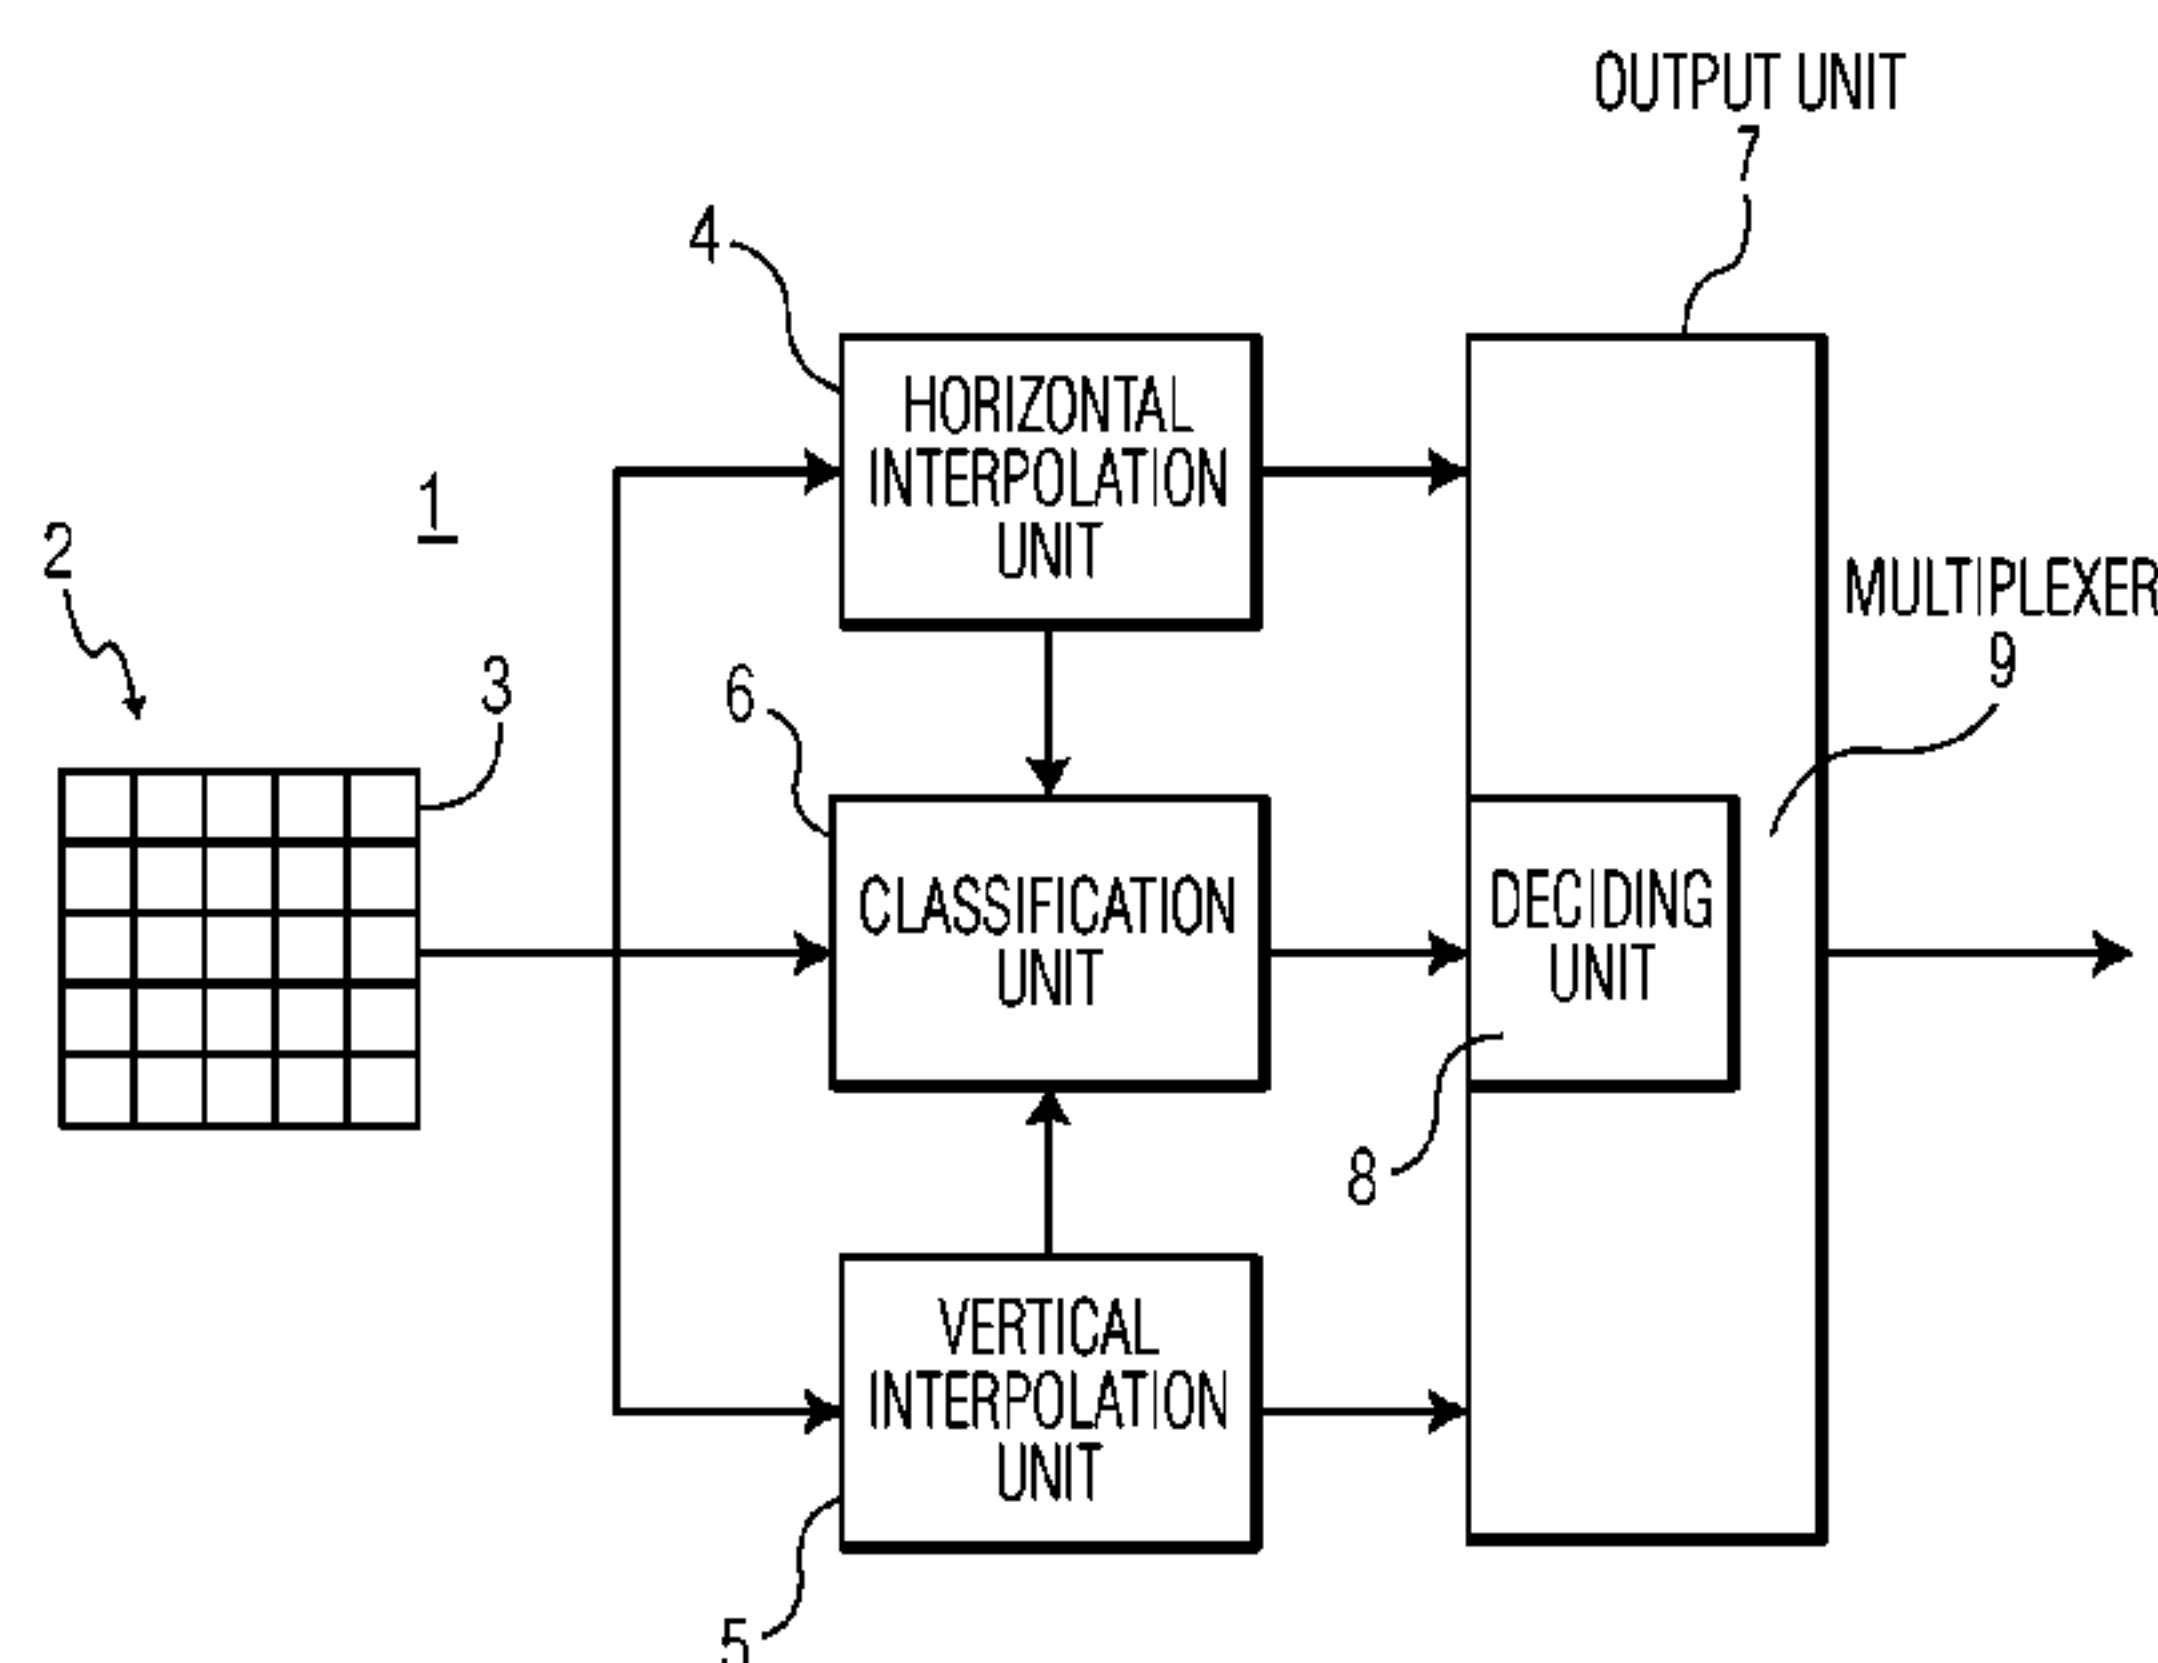 OUTPUT UNIT
7
4
HORIZONTAL
INTERPOLATION
UNIT
1
2
3
MULTIPLEXER
9
6
CLASSIFICATION
UNIT
DECIDING
UNIT
8
VERTICAL
INTERPOLATION
UNIT
5